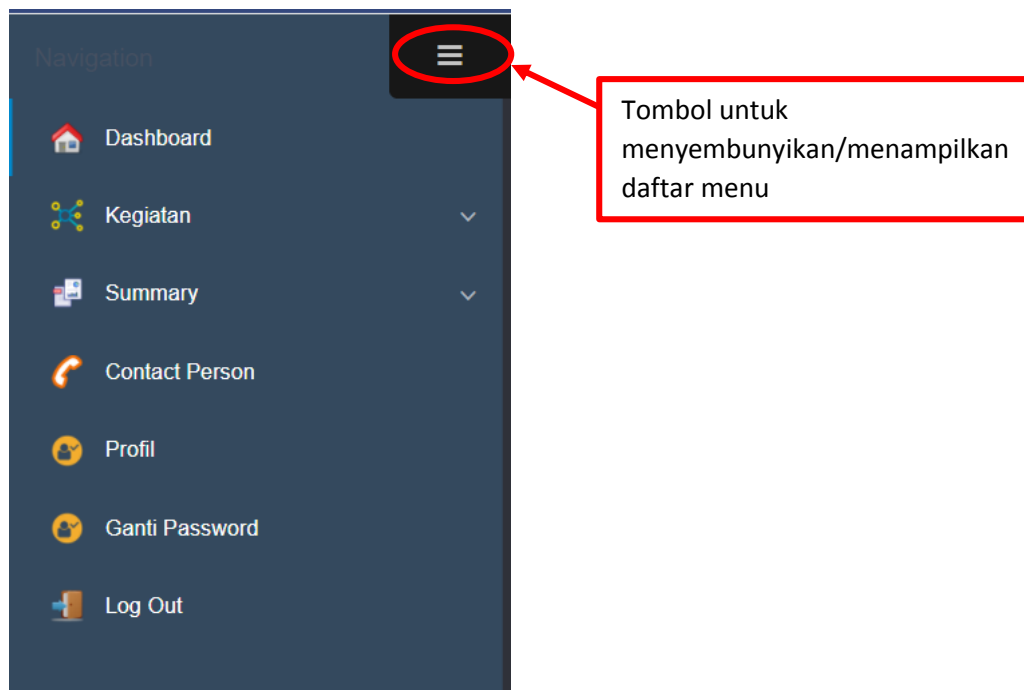 Navigation
Dashboard
Kegiatan
Summary
Contact Person
Profil
Ganti Password
Log Out
Tombol untuk
menyembunyikan/menampilkan
daftar menu